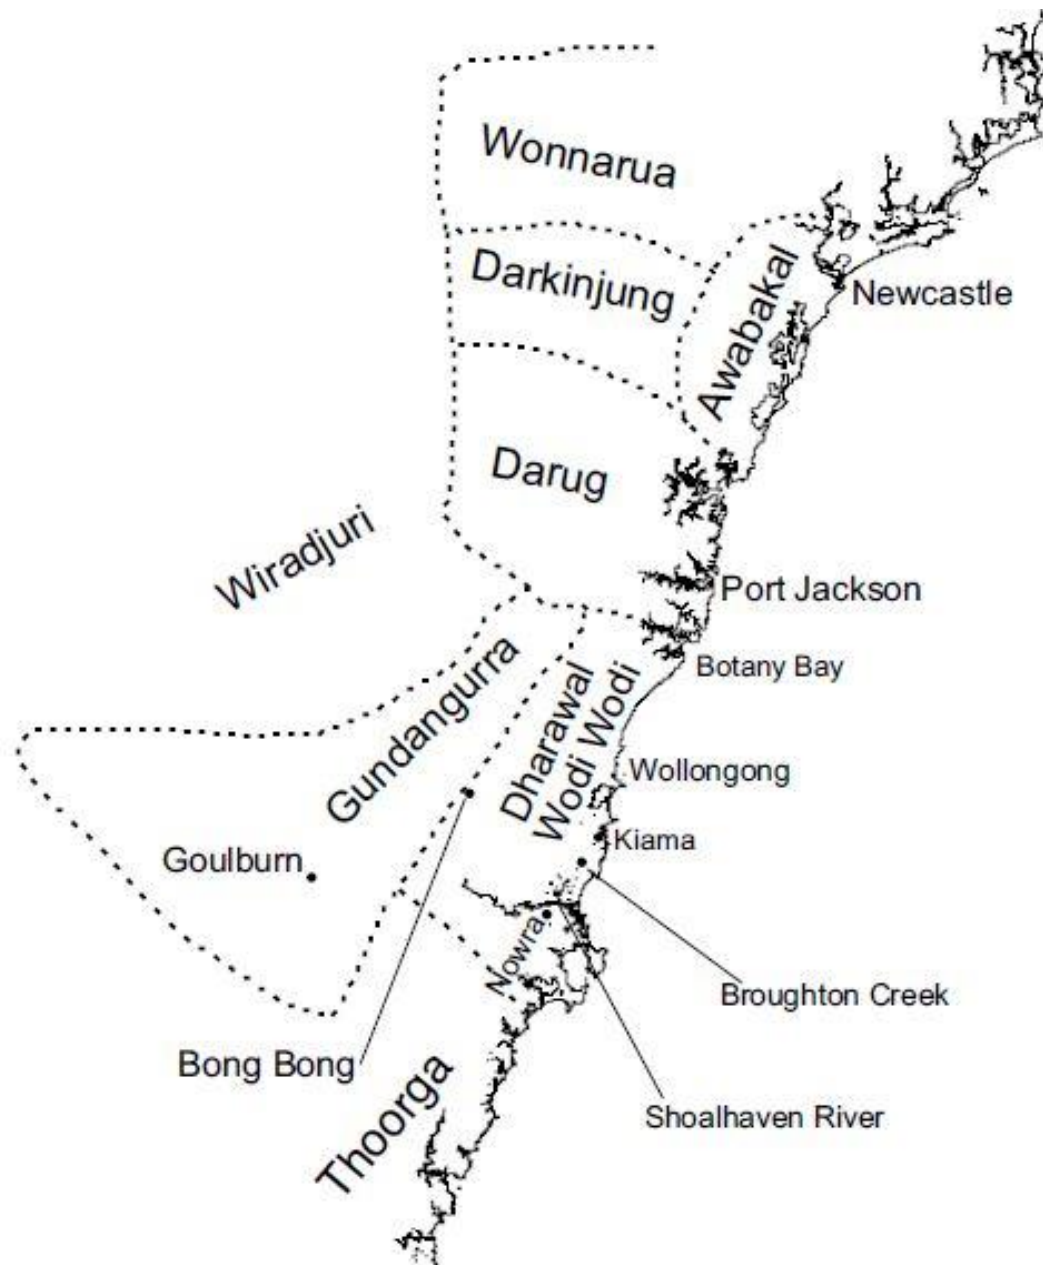 Wonnarua
Darkinjung
Awabakal
Newcastle
Darug
Wiradjuri
Port Jackson
Botany Bay
Gundangurra
Dharawal
Wodi Wodi
Wollongong
Kiama
Goulburn
Nowra
Broughton Creek
Bong Bong
Shoalhaven River
Thoorga